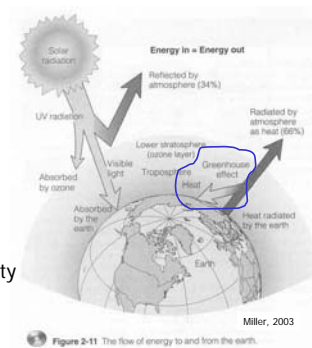 Solar
radiation
Energy in = Energy out
Reflected by
atmosphere (34%)
UV radiation
Radiated by
atmosphere
as heat (66%)
Lower stratosphere
(ozone layer)
Visible
light
Troposphere
Greenhouse
effect
Heat
Absorbed
by ozone
Absorbed
by the
earth
Heat radiated
by the earth
Earth
ty
Miller, 2003
Figure 2-11 The flow of energy to and from the earth.